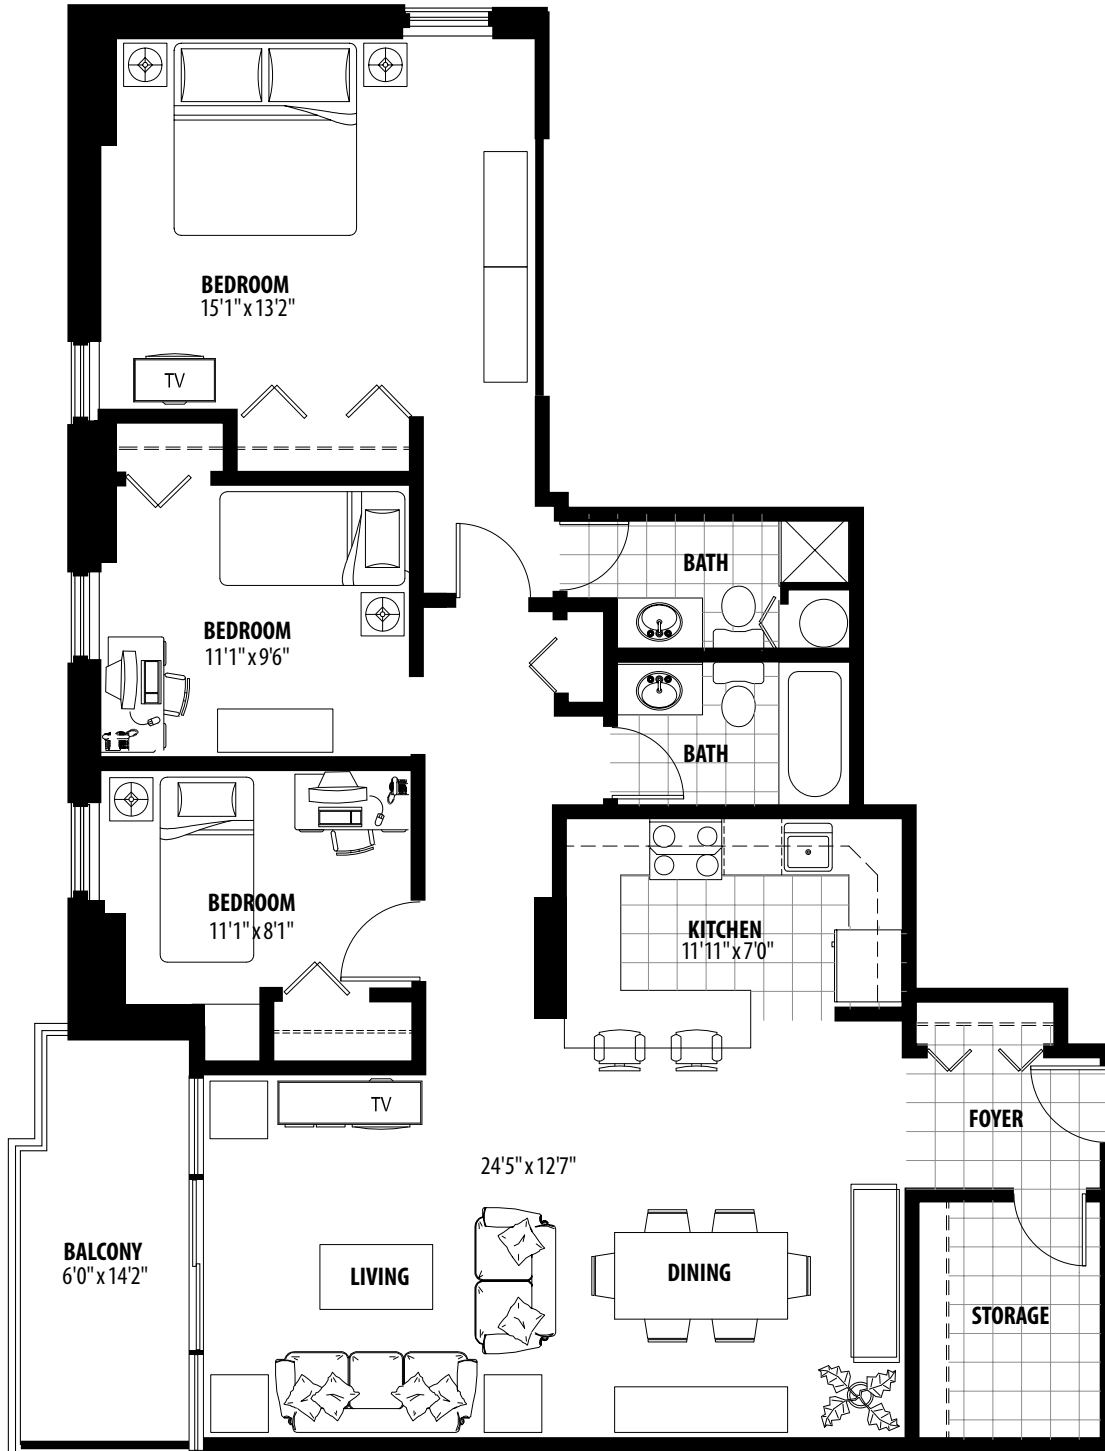 BEDROOM
15'1" x 13'2"
TV
BATH
BEDROOM
11'1" x 9'6"
BATH
BEDROOM
11'1" x 8'1"
KITCHEN
11'11" x 7'0"
TV
FOYER
24'5" x 12'7"
BALCONY
6'0" x 14'2"
LIVING
DINING
STORAGE